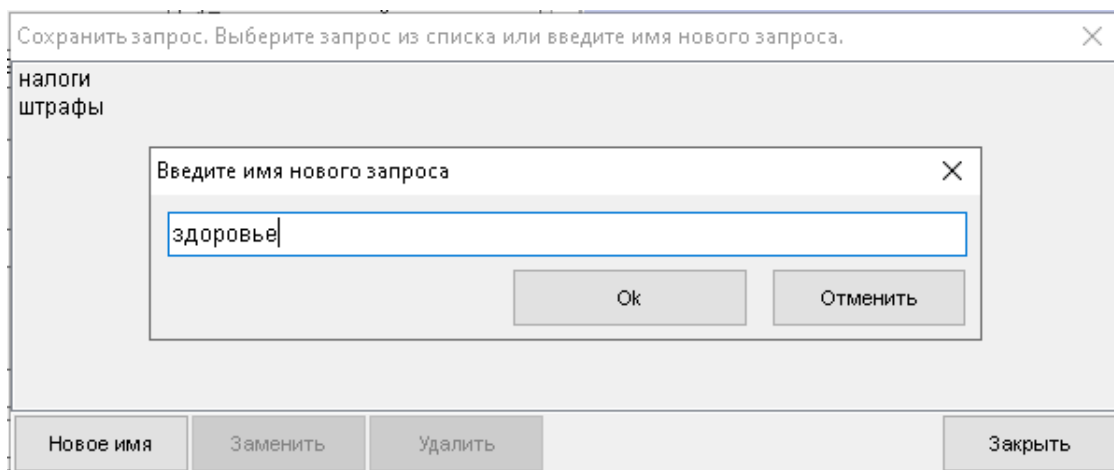 Сохранить запрос. Выберите запрос из списка или введите имя нового запроса.
налоги
штрафы
Введите имя нового запроса
здоровье
Ok
Отменить
Новое имя
Заменить
Удалить
Закрыть